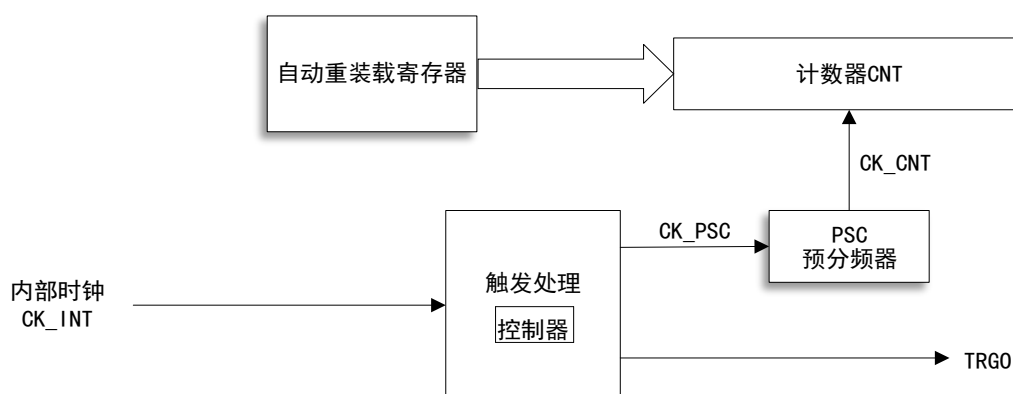 自动重装载寄存器
计数器CNT
CK_CNT
CK_PSC
PSC
预分频器
内部时钟
CK_INT
触发处理
控制器
TRGO